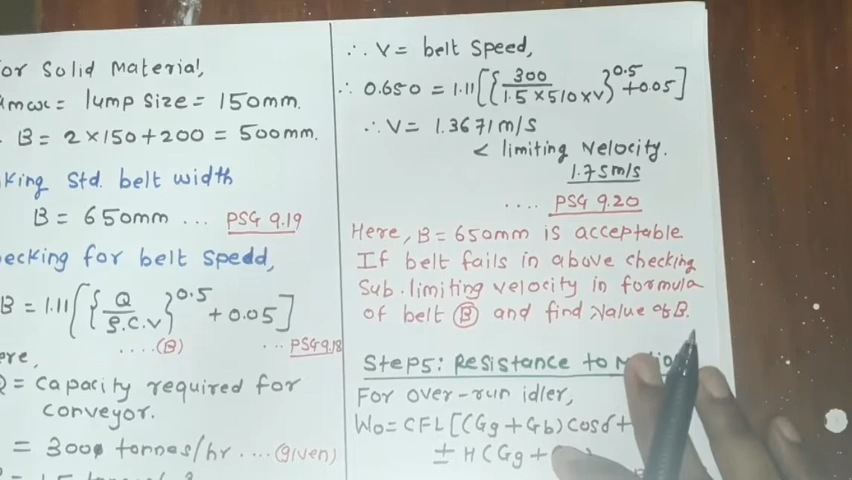 or Solid Material,
max = lump size = 150mm.
B = 2 × 150 + 200 = 500mm.
king Std. belt width
B = 650mm ... PSG 9.19
ecking for belt spedd,
B = 1.11 [ { Q / ρ.C.V }^0.5 + 0.05 ]
....(B) ... PSG 9.18
ere,
= capacity required for
conveyor.
= 300 tonnes/hr .... (given)
∴ V = belt speed,
∴ 0.650 = 1.11 [ { 300 / 1.5 × 510 × V }^0.5 + 0.05 ]
∴ V = 1.3671 m/s
< limiting Velocity.
1.75 m/s
.... PSG 9.20
Here, B = 650mm is acceptable
If belt fails in above checking
Sub. limiting velocity in formula
of belt (B) and find value of B.
Step 5: Resistance to
For over-run idler,
Wo = CFL [(Gg + Gb) cosδ +
± H (Gg +